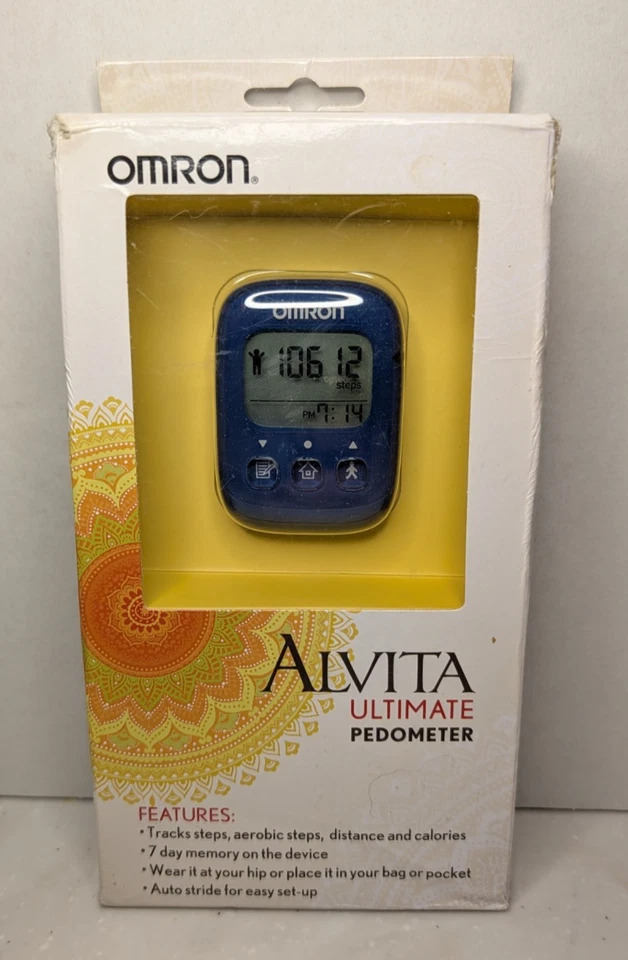 OMRON®
OMRON
10612
steps
PM 7:14
ALVITA
ULTIMATE
PEDOMETER
FEATURES:
• Tracks steps, aerobic steps, distance and calories
• 7 day memory on the device
• Wear it at your hip or place it in your bag or pocket
• Auto stride for easy set-up